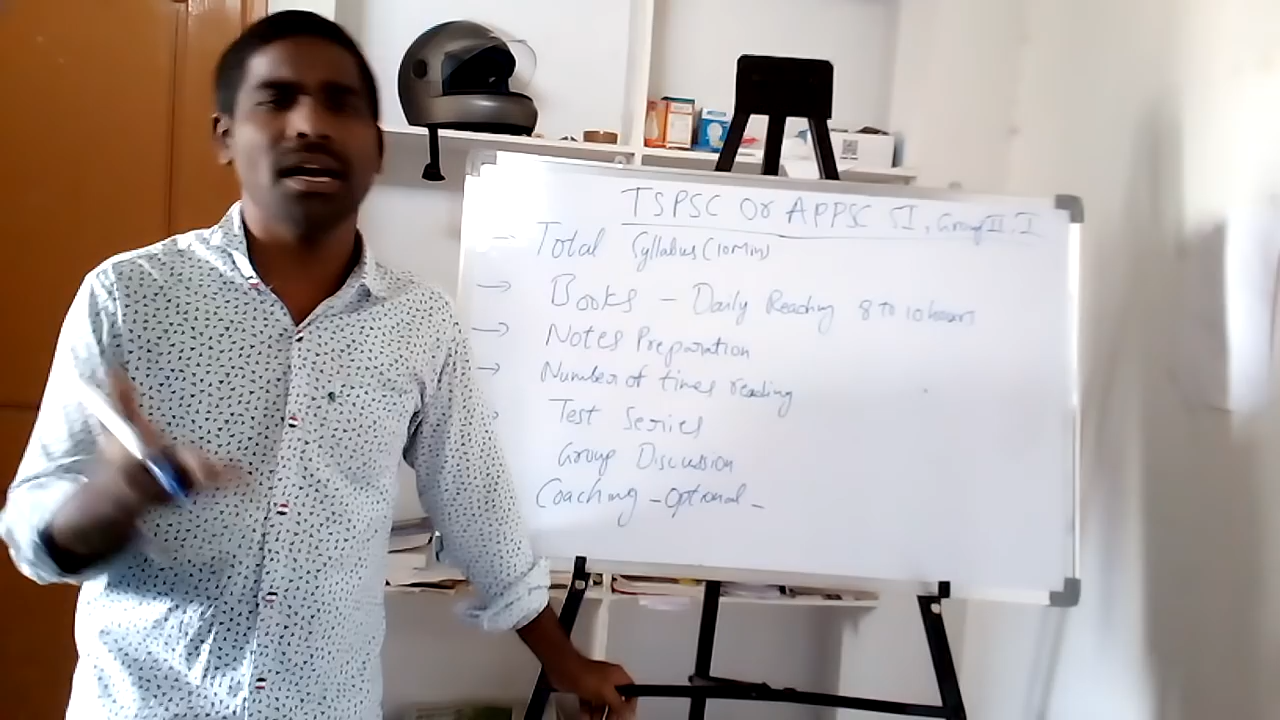 TSPSC Or APPSC SI, Group II, I
Total Syllabus (10 Min)
→ Books - Daily Reading 8 to 10 hours
→ Notes Preparation
→ Number of times reading
Test Series
Group Discussion
Coaching - Optional -